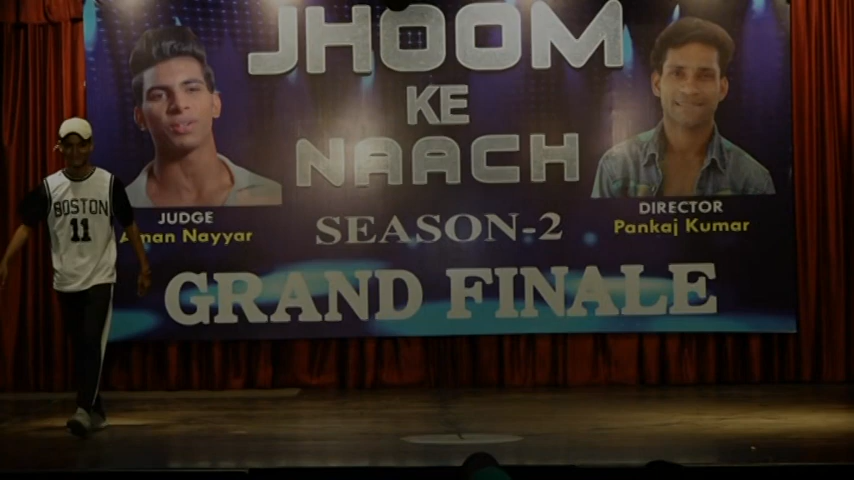 JHOOM
KE
NAACH
SEASON-2
GRAND FINALE
JUDGE
Aman Nayyar
DIRECTOR
Pankaj Kumar
BOSTON
11